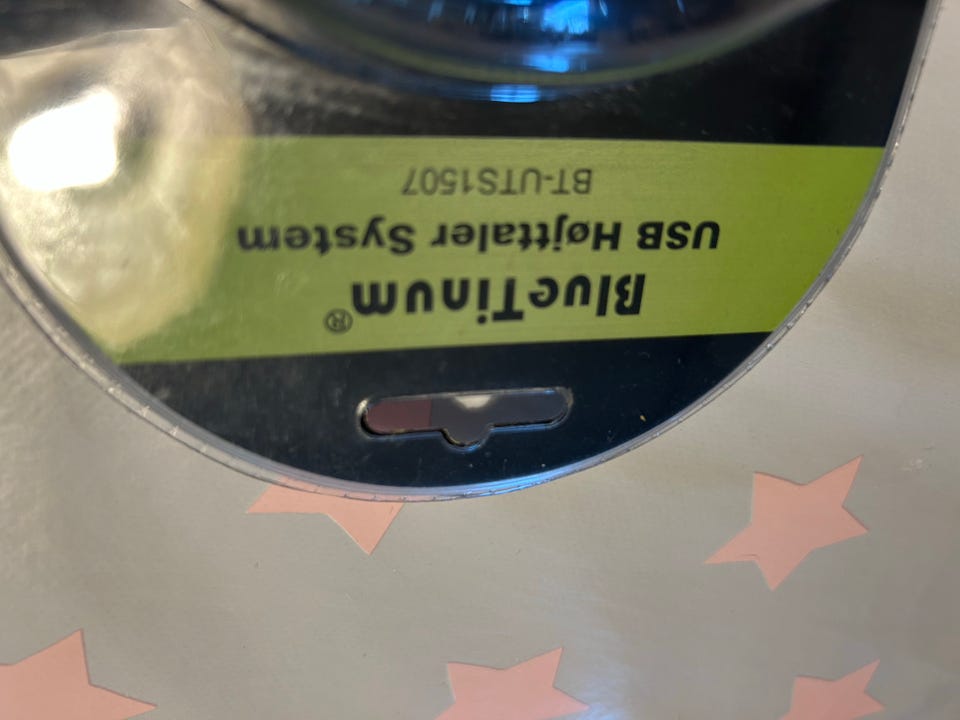 BlueTinum®
USB Højttaler System
BT-UTS1507